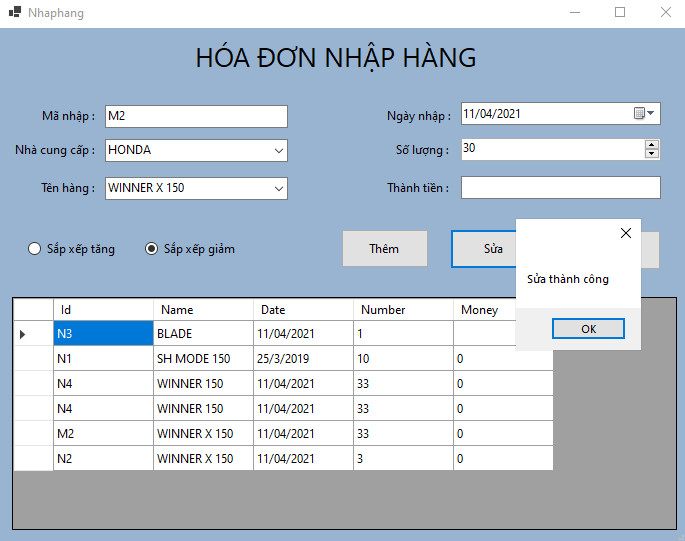 Nhaphang
HÓA ĐƠN NHẬP HÀNG
Mã nhập : M2
Ngày nhập : 11/04/2021
Nhà cung cấp : HONDA
Số lượng : 30
Tên hàng : WINNER X 150
Thành tiền :
Sắp xếp tăng
Sắp xếp giảm
Thêm
Sửa
Sửa thành công
OK
Id Name Date Number Money
N3 BLADE 11/04/2021 1
N1 SH MODE 150 25/3/2019 10 0
N4 WINNER 150 11/04/2021 33 0
N4 WINNER 150 11/04/2021 33 0
M2 WINNER X 150 11/04/2021 33 0
N2 WINNER X 150 11/04/2021 3 0